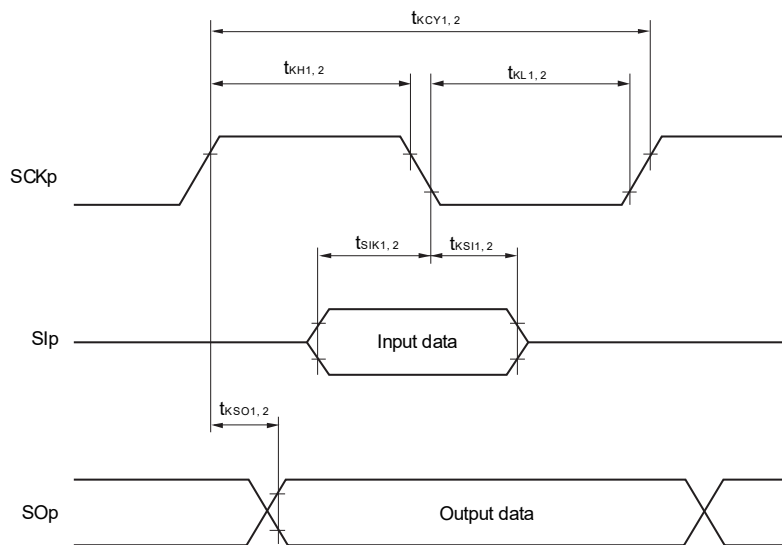 tKCY1, 2
tKH1, 2
tKL1, 2
SCKp
tSIK1, 2
tKSI1, 2
SIp
Input data
tKSO1, 2
SOp
Output data